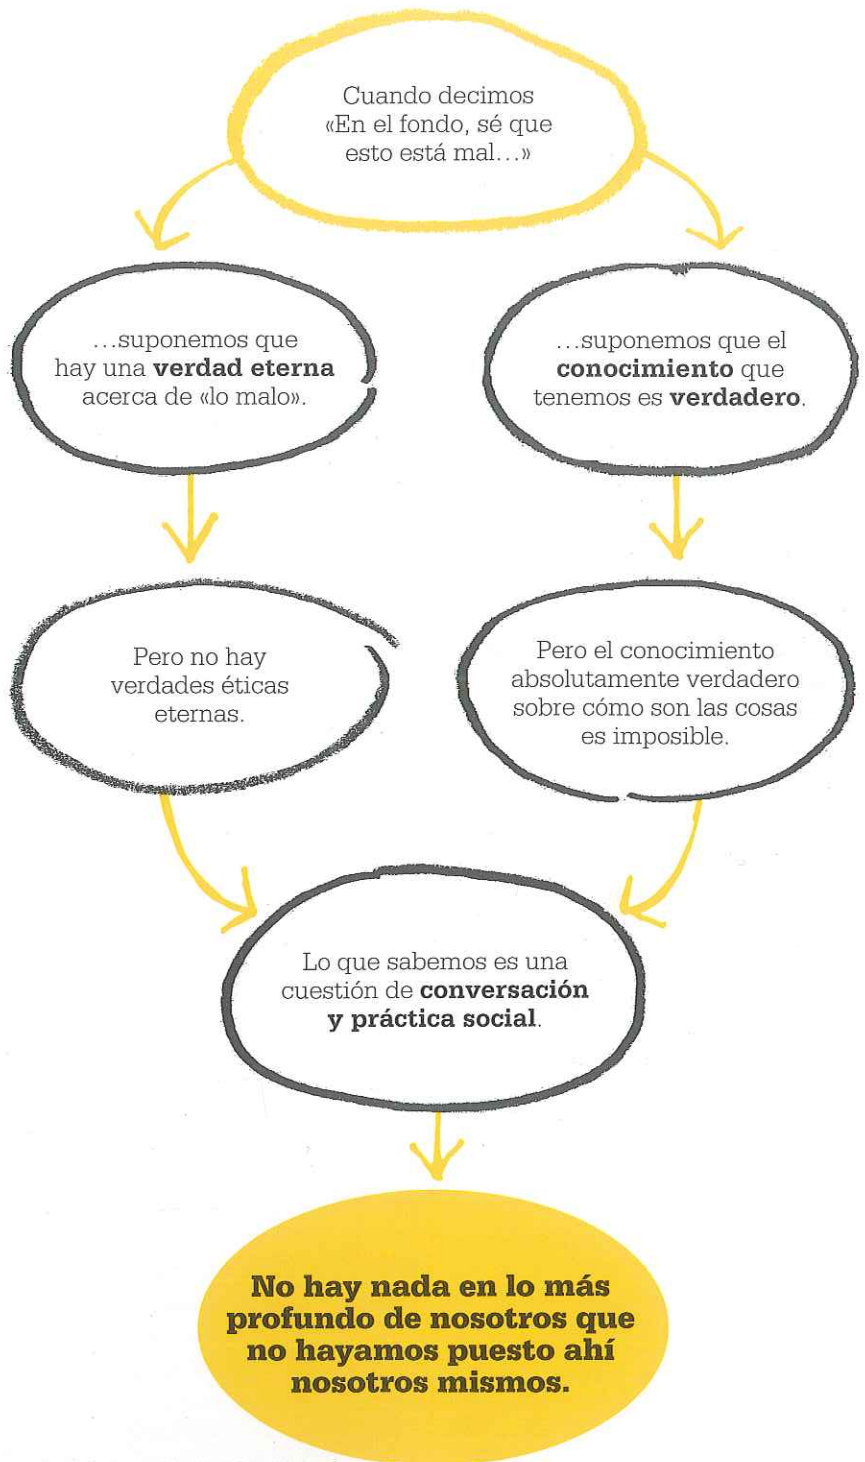 Cuando decimos
«En el fondo, sé que
esto está mal…»
…suponemos que
hay una verdad eterna
acerca de «lo malo».
…suponemos que el
conocimiento que
tenemos es verdadero.
Pero no hay
verdades éticas
eternas.
Pero el conocimiento
absolutamente verdadero
sobre cómo son las cosas
es imposible.
Lo que sabemos es una
cuestión de conversación
y práctica social.
No hay nada en lo más
profundo de nosotros que
no hayamos puesto ahí
nosotros mismos.